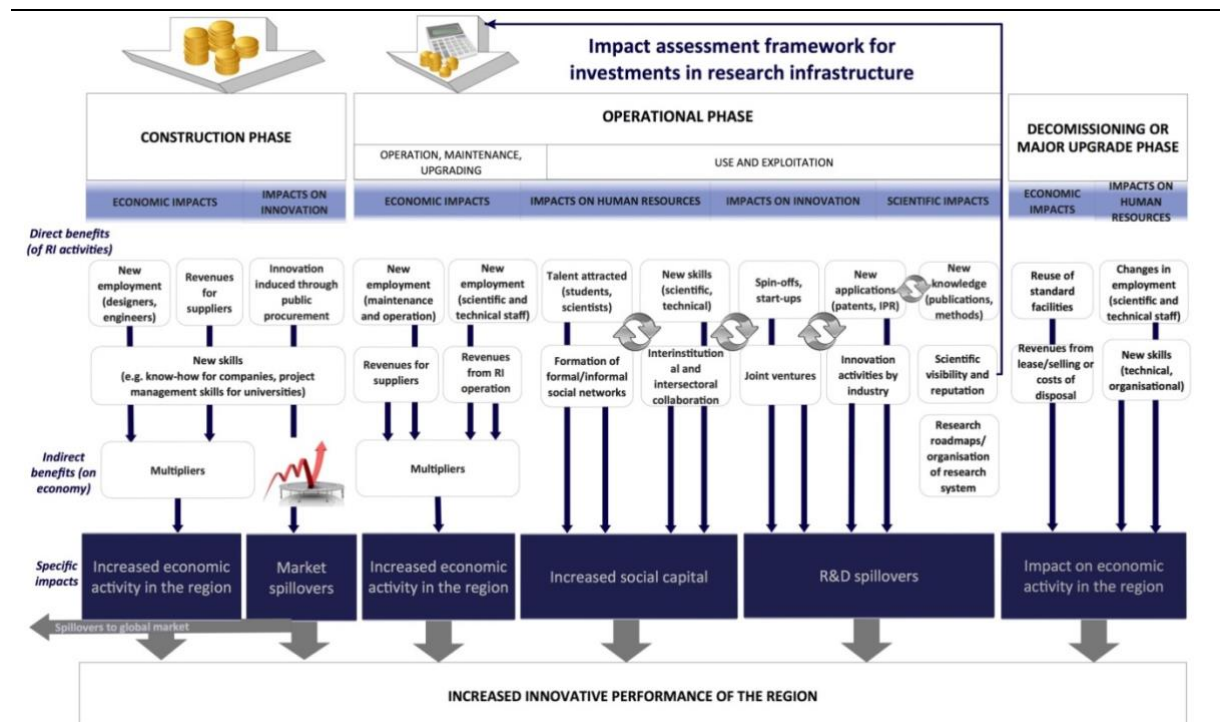 Impact assessment framework for
investments in research infrastructure
CONSTRUCTION PHASE
OPERATIONAL PHASE
DECOMISSIONING OR
MAJOR UPGRADE PHASE
OPERATION, MAINTENANCE,
UPGRADING
USE AND EXPLOITATION
ECONOMIC IMPACTS
IMPACTS ON
INNOVATION
ECONOMIC IMPACTS
IMPACTS ON HUMAN RESOURCES
IMPACTS ON INNOVATION
SCIENTIFIC IMPACTS
ECONOMIC
IMPACTS
IMPACTS ON
HUMAN
RESOURCES
Direct benefits
(of RI activities)
New
employment
(designers,
engineers)
Revenues
for
suppliers
Innovation
induced through
public
procurement
New
employment
(maintenance
and operation)
New
employment
(scientific and
technical staff)
Talent attracted
(students,
scientists)
New skills
(scientific,
technical)
Spin-offs,
start-ups
New
applications
(patents, IPR)
New
knowledge
(publications,
methods)
Reuse of
standard
facilities
Changes in
employment
(scientific and
technical staff)
New skills
(e.g. know-how for companies, project
management skills for universities)
Revenues for
suppliers
Revenues
from RI
operation
Formation of
formal/informal
social networks
Interinstitution
al and
intersectoral
collaboration
Joint ventures
Innovation
activities by
industry
Scientific
visibility and
reputation
Revenues from
lease/selling or
costs of
disposal
New skills
(technical,
organisational)
Research
roadmaps/
organisation
of research
system
Indirect
benefits (on
economy)
Multipliers
Multipliers
Specific
impacts
Increased economic
activity in the region
Market
spillovers
Increased economic
activity in the region
Increased social capital
R&D spillovers
Impact on economic
activity in the region
Spillovers to global market
INCREASED INNOVATIVE PERFORMANCE OF THE REGION